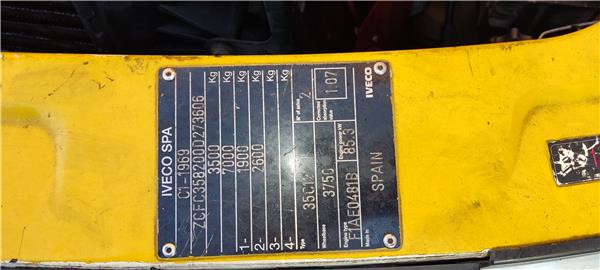 IVECO SPA
C1-1969
ZCFC358200D273606
3500 Kg
7000 Kg
1- 1900 Kg
2- 2600 Kg
3- Kg
4- Kg
Type 35C12 N° of axles 2
Wheelbase 3750 Corrected absorption value 1.07
Engine type F1AE0481B Engine power kW 85.3
Made in SPAIN IVECO